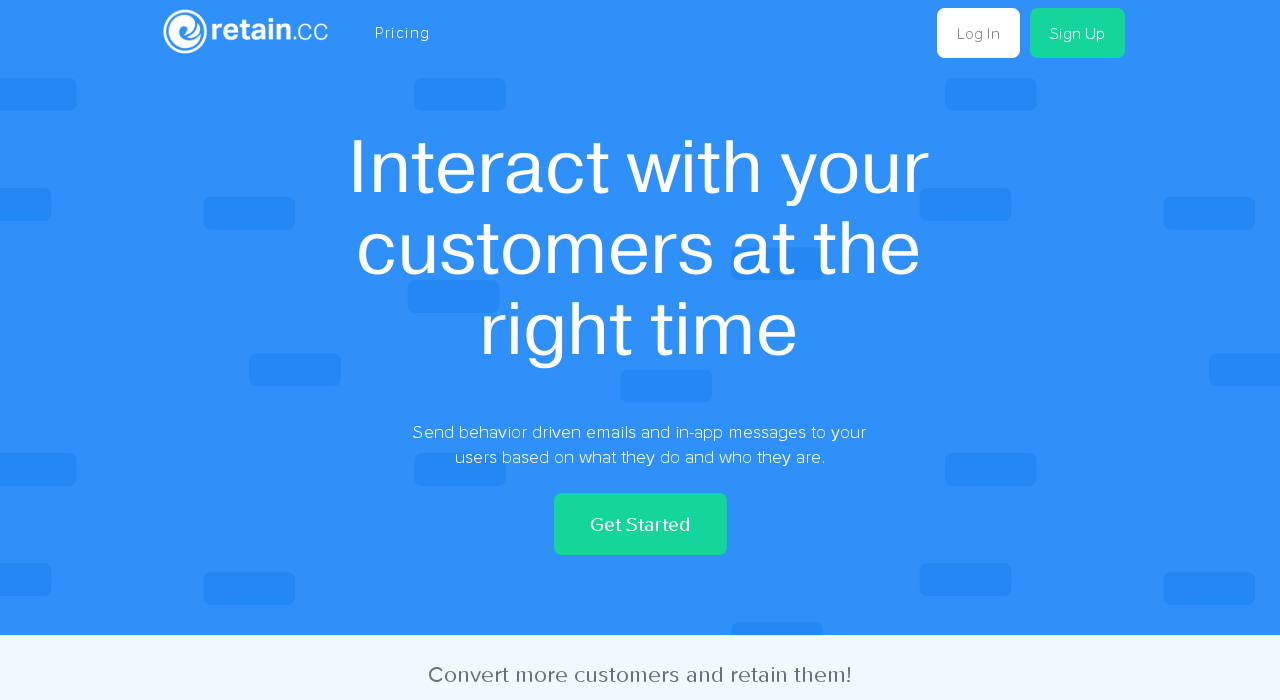 retain.cc
Pricing
Log In
Sign Up
Interact with your
customers at the
right time
Send behavior driven emails and in-app messages to your
users based on what they do and who they are.
Get Started
Convert more customers and retain them!